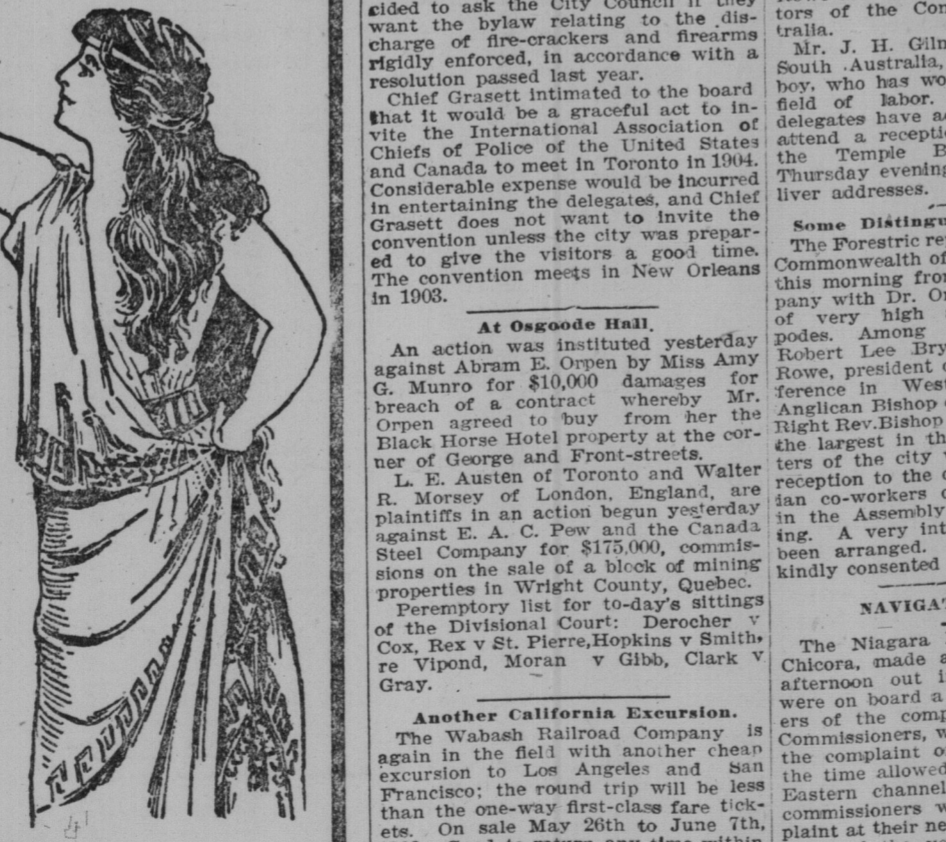 cided to ask the City Council if they
want the bylaw relating to the dis-
charge of fire-crackers and firearms
rigidly enforced, in accordance with a
resolution passed last year.
Chief Grasett intimated to the board
that it would be a graceful act to in-
vite the International Association of
Chiefs of Police of the United States
and Canada to meet in Toronto in 1904.
Considerable expense would be incurred
in entertaining the delegates, and Chief
Grasett does not want to invite the
convention unless the city was prepar-
ed to give the visitors a good time.
The convention meets in New Orleans
in 1903.
At Osgoode Hall.
An action was instituted yesterday
against Abram E. Orpen by Miss Amy
G. Munro for $10,000 damages for
breach of a contract whereby Mr.
Orpen agreed to buy from her the
Black Horse Hotel property at the cor-
ner of George and Front-streets.
L. E. Austen of Toronto and Walter
R. Morsey of London, England, are
plaintiffs in an action begun yesterday
against E. A. C. Pew and the Canada
Steel Company for $175,000, commis-
sions on the sale of a block of mining
properties in Wright County, Quebec.
Peremptory list for to-day's sittings
of the Divisional Court: Derocher v
Cox, Rex v St. Pierre, Hopkins v Smith,
re Vipond, Moran v Gibb, Clark v
Gray.
Another California Excursion.
The Wabash Railroad Company is
again in the field with another cheap
excursion to Los Angeles and San
Francisco; the round trip will be less
than the one-way first-class fare tick-
ets. On sale May 26th to June 7th,
tors of the Con
tralia.
Mr. J. H. Giln
South Australia,
boy, who has wo
field of labor.
delegates have a
attend a recepti
the Temple B
Thursday evening
liver addresses.
Some Distingu
The Forestric re
Commonwealth of
this morning from
pany with Dr. Or
of very high
podes. Among
Robert Lee Bry
Rowe, president
ference in Wes
Anglican Bishop
Right Rev. Bishop
the largest in th
ters of the city
reception to the
ian co-workers
in the Assembly
ing. A very int
been arranged.
kindly consented
NAVIGA
The Niagara
Chicora, made a
afternoon out i
were on board a
ers of the comp
Commissioners, w
the complaint o
the time allowed
Eastern channel
commissioners w
plaint at their ne